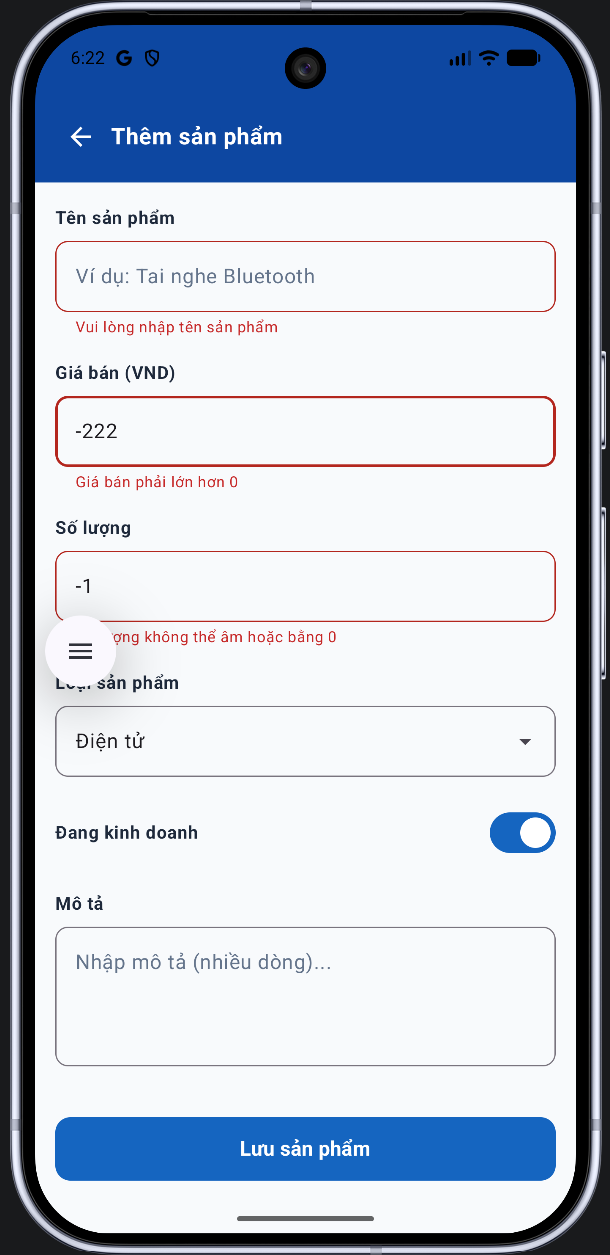 6:22
Thêm sản phẩm
Tên sản phẩm
Ví dụ: Tai nghe Bluetooth
Vui lòng nhập tên sản phẩm
Giá bán (VND)
-222
Giá bán phải lớn hơn 0
Số lượng
-1
không thể âm hoặc bằng 0
sản phẩm
Điện tử
Đang kinh doanh
Mô tả
Nhập mô tả (nhiều dòng)...
Lưu sản phẩm